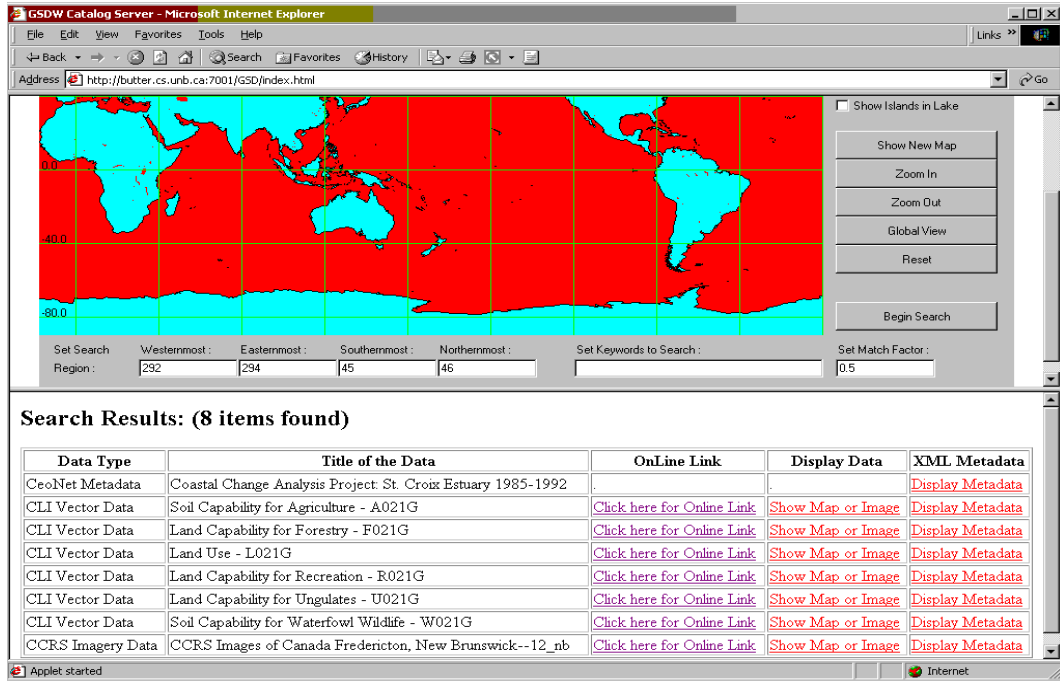 GSDW Catalog Server - Microsoft Internet Explorer
File Edit View Favorites Tools Help Links »
Back Search Favorites History
Address http://butter.cs.unb.ca:7001/GSD/index.html Go
Show Islands in Lake
Show New Map
0.0
Zoom In
Zoom Out
Global View
-40.0
Reset
-80.0
Begin Search
Set Search Westernmost : Easternmost : Southernmost : Northernmost : Set Keywords to Search : Set Match Factor :
Region : 292 294 45 46 0.5
Search Results: (8 items found)
Data Type Title of the Data OnLine Link Display Data XML Metadata
CeoNet Metadata Coastal Change Analysis Project: St. Croix Estuary 1985-1992 . . Display Metadata
CLI Vector Data Soil Capability for Agriculture - A021G Click here for Online Link Show Map or Image Display Metadata
CLI Vector Data Land Capability for Forestry - F021G Click here for Online Link Show Map or Image Display Metadata
CLI Vector Data Land Use - L021G Click here for Online Link Show Map or Image Display Metadata
CLI Vector Data Land Capability for Recreation - R021G Click here for Online Link Show Map or Image Display Metadata
CLI Vector Data Land Capability for Ungulates - U021G Click here for Online Link Show Map or Image Display Metadata
CLI Vector Data Soil Capability for Waterfowl Wildlife - W021G Click here for Online Link Show Map or Image Display Metadata
CCRS Imagery Data CCRS Images of Canada Fredericton, New Brunswick--12_nb Click here for Online Link Show Map or Image Display Metadata
Applet started Internet